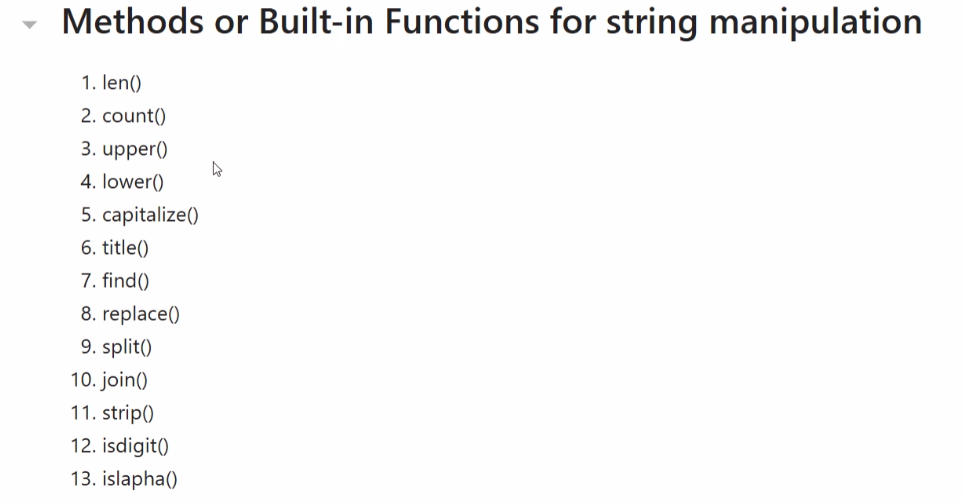 Methods or Built-in Functions for string manipulation
1. len()
2. count()
3. upper()
4. lower()
5. capitalize()
6. title()
7. find()
8. replace()
9. split()
10. join()
11. strip()
12. isdigit()
13. islapha()